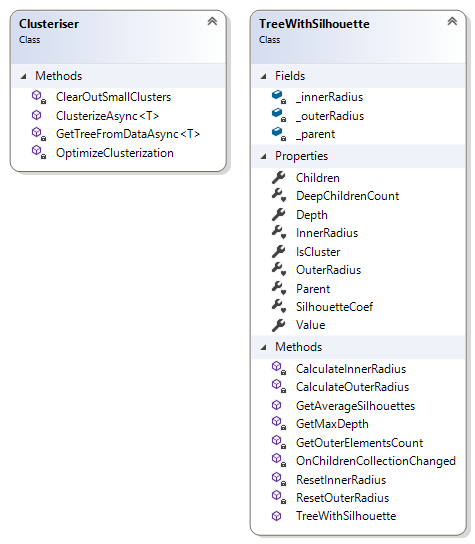 Clusteriser
Class
Methods
ClearOutSmallClusters
ClusterizeAsync<T>
GetTreeFromDataAsync<T>
OptimizeClusterization
TreeWithSilhouette
Class
Fields
_innerRadius
_outerRadius
_parent
Properties
Children
DeepChildrenCount
Depth
InnerRadius
IsCluster
OuterRadius
Parent
SilhouetteCoef
Value
Methods
CalculateInnerRadius
CalculateOuterRadius
GetAverageSilhouettes
GetMaxDepth
GetOuterElementsCount
OnChildrenCollectionChanged
ResetInnerRadius
ResetOuterRadius
TreeWithSilhouette